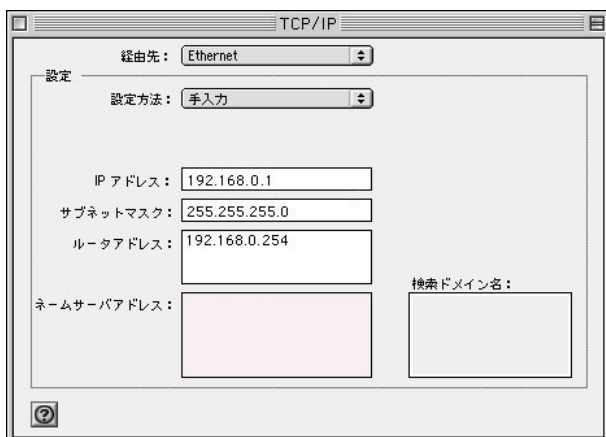 TCP/IP
経由先： Ethernet
設定
設定方法： 手入力
IP アドレス： 192.168.0.1
サブネットマスク： 255.255.255.0
ルータアドレス： 192.168.0.254
検索ドメイン名：
ネームサーバアドレス：
?